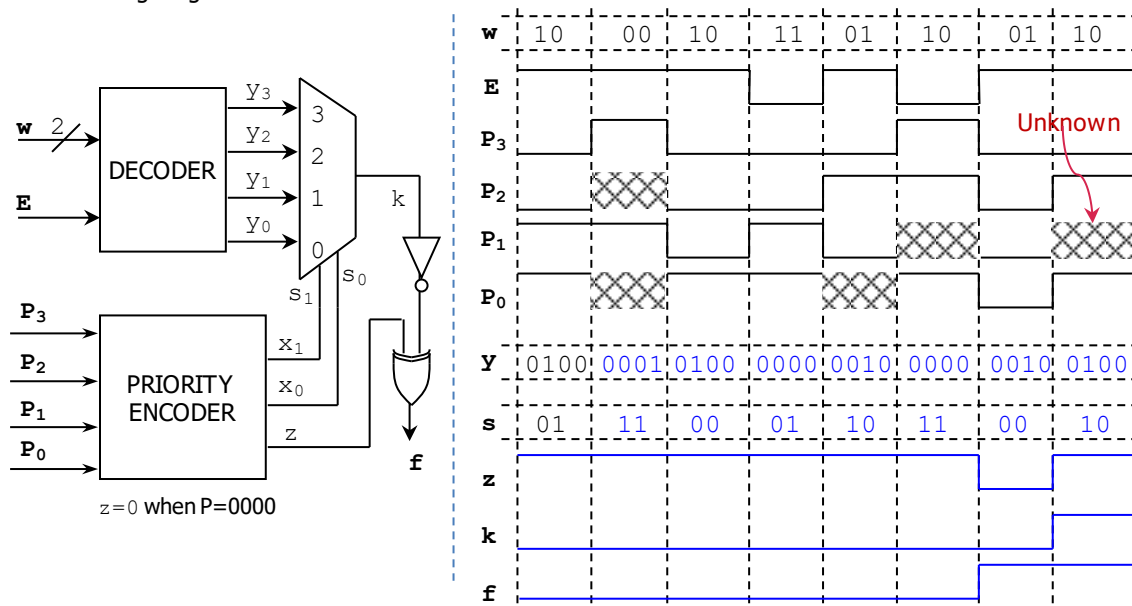 w 2
E
DECODER
y3
y2
y1
y0
3
2
1
0
s1
s0
k
P3
P2
P1
P0
PRIORITY
ENCODER
x1
x0
z
f
z=0 when P=0000
w 10 00 10 11 01 10 01 10
E
P3
Unknown
P2
P1
P0
y 0100 0001 0100 0000 0010 0000 0010 0100
s 01 11 00 01 10 11 00 10
z
k
f